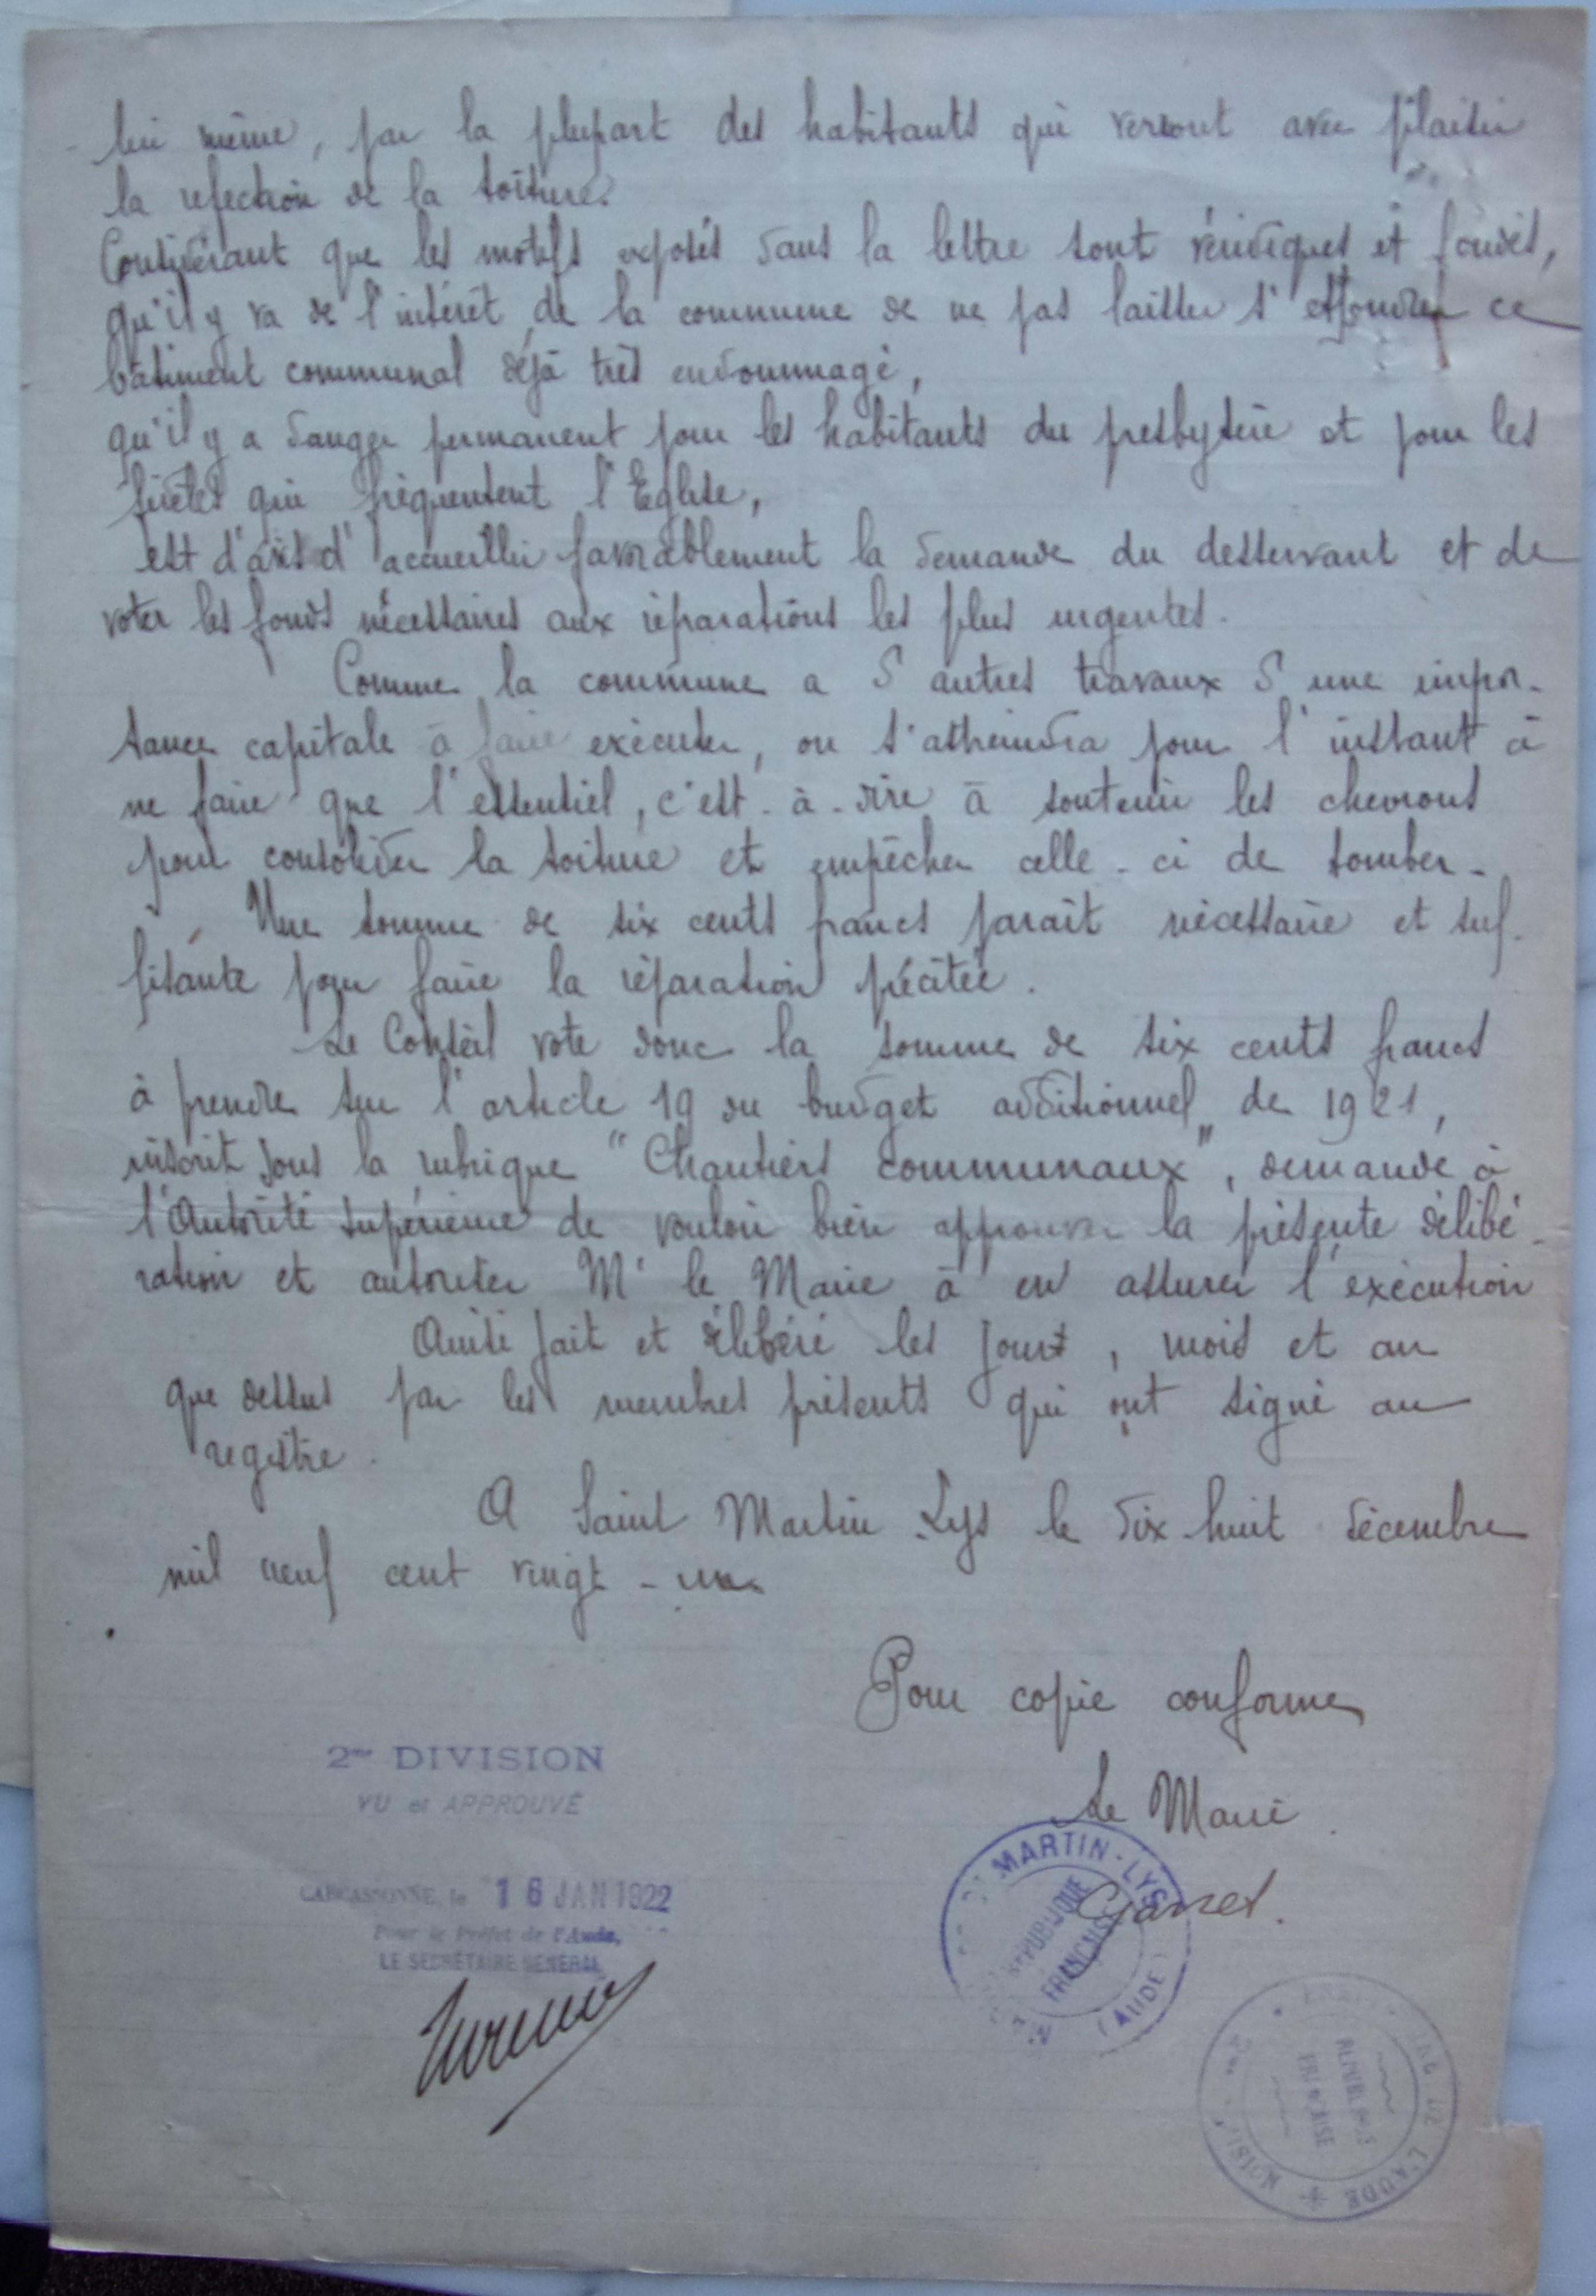 lui même, par la plupart des habitants qui verront avec plaisir
la refection de la toiture.
Considérant que les motifs exposés dans la lettre sont véridiques et fondés,
qu'il y va de l'intérêt de la commune de ne pas laisser s'effondrer ce
bâtiment communal déjà très endommagé,
qu'il y a danger permanent pour les habitants du presbytère et pour les
fidèles qui fréquentent l'Eglise,
est d'avis d'accueillir favorablement la demande du desservant et de
voter les fonds nécessaires aux réparations les plus urgentes.
Comme la commune a d'autres travaux d'une impor-
tance capitale à faire exécuter, on s'astreindra pour l'instant à
ne faire que l'essentiel, c'est-à-dire à soutenir les chevrons
pour consolider la toiture et empêcher celle-ci de tomber.
Une somme de six cents francs parait nécessaire et suf-
fisante pour faire la réparation précitée.
Le Conseil vote donc la somme de six cents francs
à prendre sur l'article 19 du budget additionnel de 1921,
inscrit sous la rubrique "Chantiers communaux", demande à
l'Autorité supérieure de vouloir bien approuver la présente délibé-
ration et autoriser Mr le Maire à en assurer l'exécution
Ainsi fait et délibéré les jour, mois et an
que dessus par les membres présents qui ont signé au
registre.
A Saint Martin Lys le dix huit décembre
mil neuf cent vingt-un
Pour copie conforme
Le Maire
2me DIVISION
VU et APPROUVÉ
CARCASSONNE, le 16 JAN 1922
Pour le Préfet de l'Aude,
LE SECRÉTAIRE GÉNÉRAL
MARTIN-LYS
RÉPUBLIQUE
FRANÇAISE
(AUDE)
DE L'AUDE